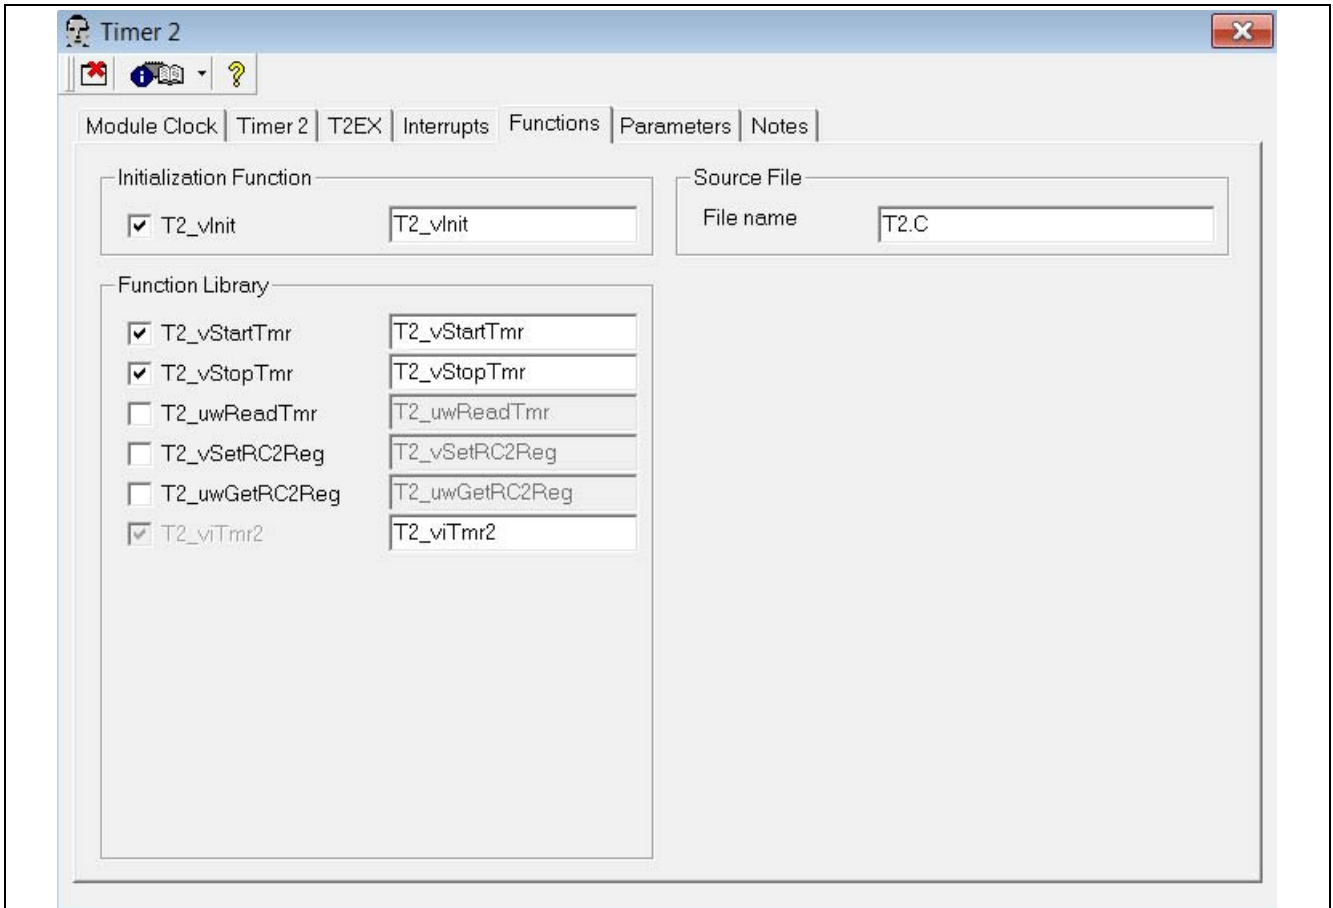 Timer 2
Module Clock Timer 2 T2EX Interrupts Functions Parameters Notes
Initialization Function
T2_vInit T2_vInit
Source File
File name T2.C
Function Library
T2_vStartTmr T2_vStartTmr
T2_vStopTmr T2_vStopTmr
T2_uwReadTmr T2_uwReadTmr
T2_vSetRC2Reg T2_vSetRC2Reg
T2_uwGetRC2Reg T2_uwGetRC2Reg
T2_viTmr2 T2_viTmr2